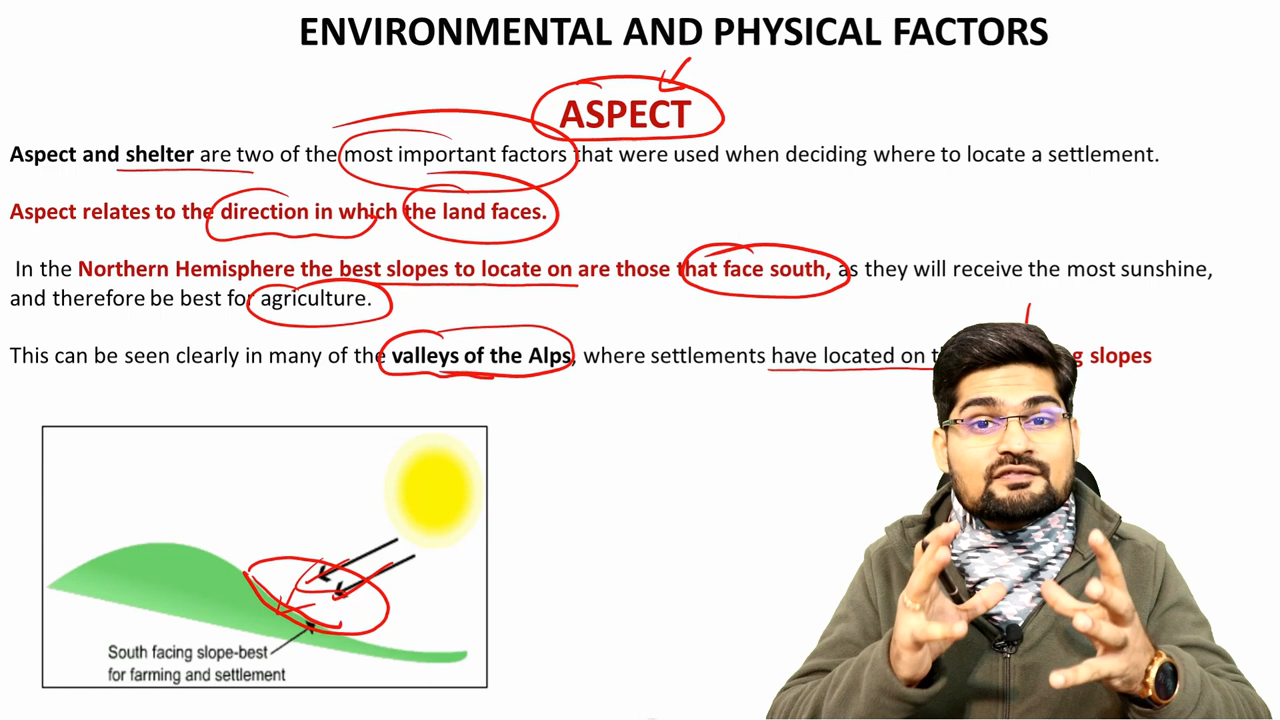 ENVIRONMENTAL AND PHYSICAL FACTORS
ASPECT
Aspect and shelter are two of the most important factors that were used when deciding where to locate a settlement.
Aspect relates to the direction in which the land faces.
In the Northern Hemisphere the best slopes to locate on are those that face south, as they will receive the most sunshine,
and therefore be best for agriculture.
This can be seen clearly in many of the valleys of the Alps, where settlements have located on slopes
South facing slope-best
for farming and settlement